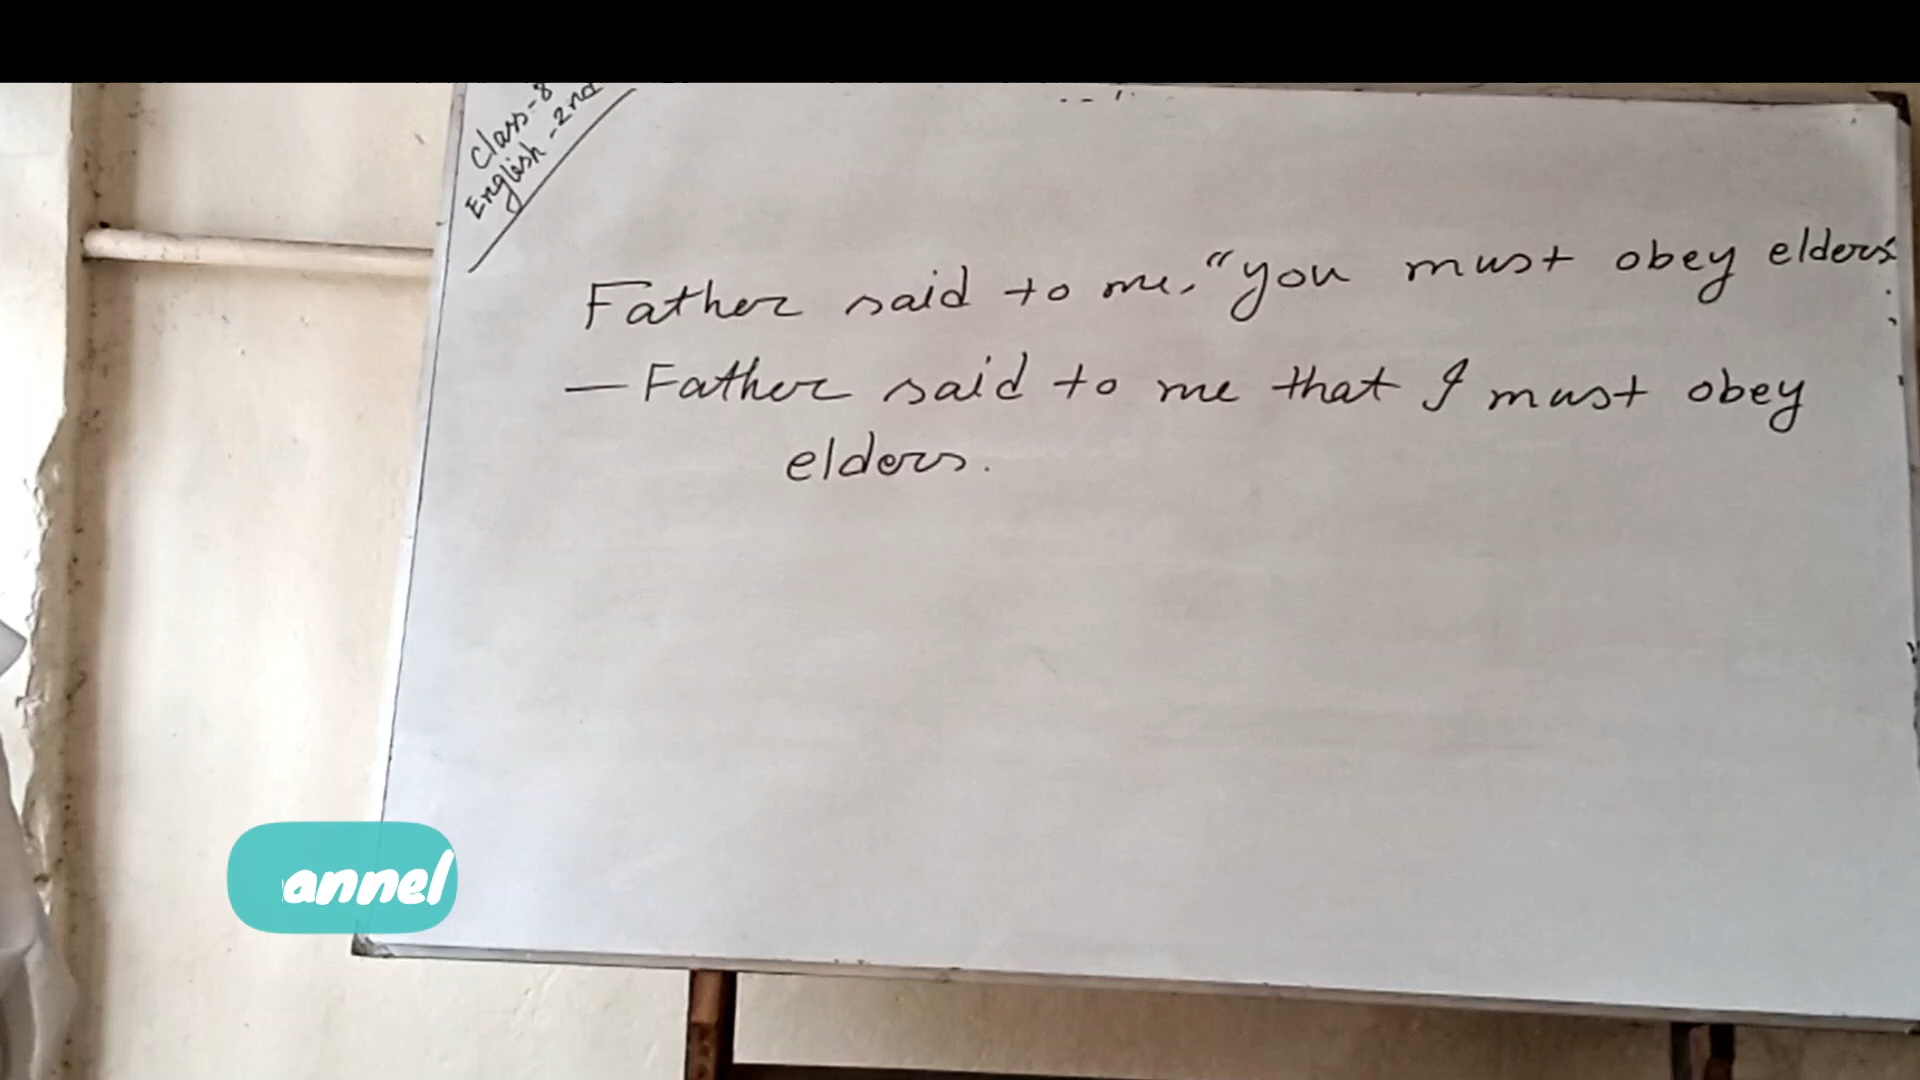 Class-8
English-2nd
Father said to me, "you must obey elders"
— Father said to me that I must obey
elders.
annel